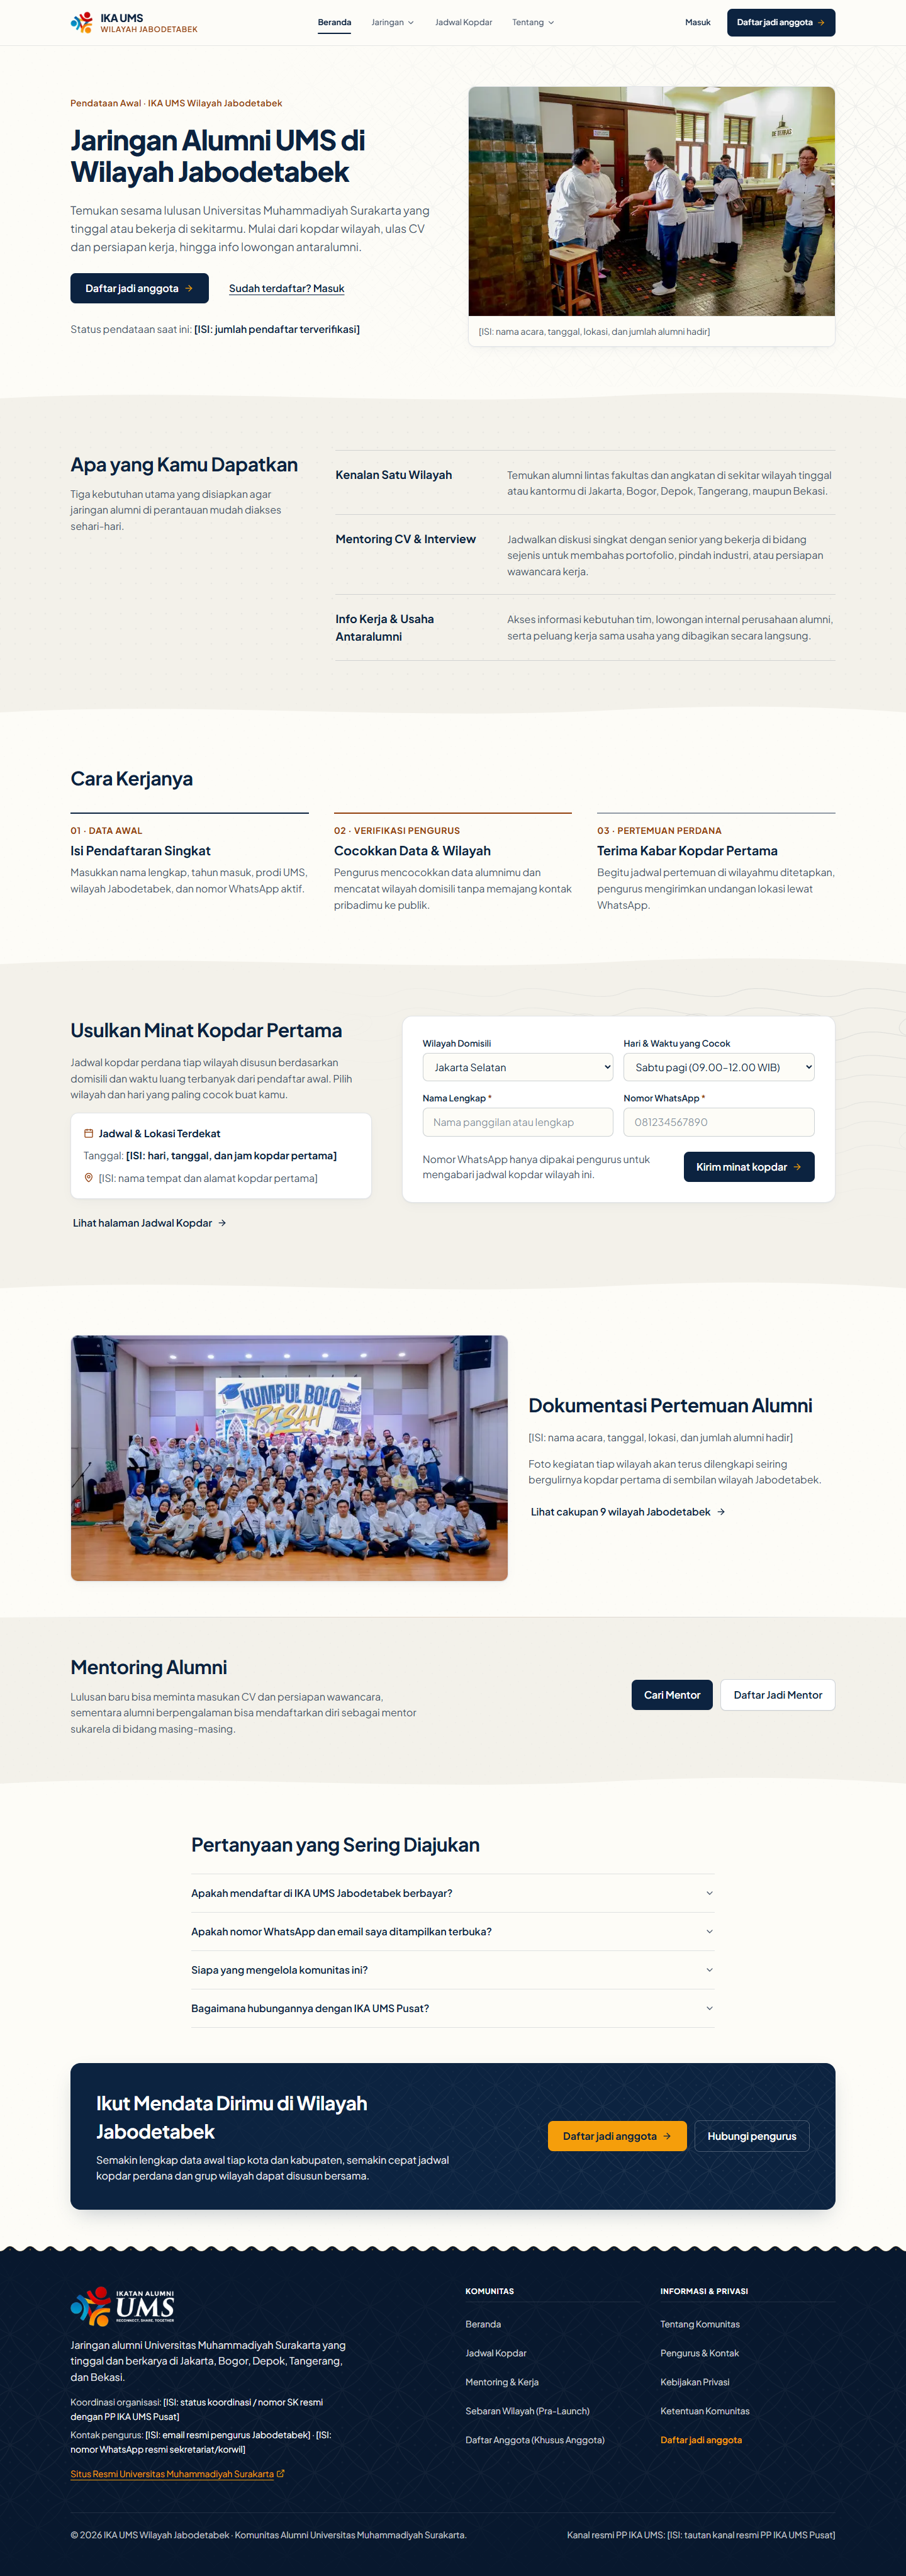 IKA UMS
WILAYAH JABODETABEK
Beranda
Jaringan
Jadwal Kopdar
Tentang
Masuk
Daftar jadi anggota →
Pendataan Awal · IKA UMS Wilayah Jabodetabek
Jaringan Alumni UMS di
Wilayah Jabodetabek
Temukan sesama lulusan Universitas Muhammadiyah Surakarta yang
tinggal atau bekerja di sekitarmu. Mulai dari kopdar wilayah, ulas CV
dan persiapan kerja, hingga info lowongan antaralumni.
Daftar jadi anggota →
Sudah terdaftar? Masuk
Status pendataan saat ini: [ISI: jumlah pendaftar terverifikasi]
[ISI: nama acara, tanggal, lokasi, dan jumlah alumni hadir]
Apa yang Kamu Dapatkan
Tiga kebutuhan utama yang disiapkan agar
jaringan alumni di perantauan mudah diakses
sehari-hari.
Kenalan Satu Wilayah
Temukan alumni lintas fakultas dan angkatan di sekitar wilayah tinggal
atau kantormu di Jakarta, Bogor, Depok, Tangerang, maupun Bekasi.
Mentoring CV & Interview
Jadwalkan diskusi singkat dengan senior yang bekerja di bidang
sejenis untuk membahas portofolio, pindah industri, atau persiapan
wawancara kerja.
Info Kerja & Usaha
Antaralumni
Akses informasi kebutuhan tim, lowongan internal perusahaan alumni,
serta peluang kerja sama usaha yang dibagikan secara langsung.
Cara Kerjanya
01 · DATA AWAL
Isi Pendaftaran Singkat
Masukkan nama lengkap, tahun masuk, prodi UMS,
wilayah Jabodetabek, dan nomor WhatsApp aktif.
02 · VERIFIKASI PENGURUS
Cocokkan Data & Wilayah
Pengurus mencocokkan data alumnimu dan
mencatat wilayah domisili tanpa memajang kontak
pribadimu ke publik.
03 · PERTEMUAN PERDANA
Terima Kabar Kopdar Pertama
Begitu jadwal pertemuan di wilayahmu ditetapkan,
pengurus mengirimkan undangan lokasi lewat
WhatsApp.
Usulkan Minat Kopdar Pertama
Jadwal kopdar perdana tiap wilayah disusun berdasarkan
domisili dan waktu luang terbanyak dari pendaftar awal. Pilih
wilayah dan hari yang paling cocok buat kamu.
Jadwal & Lokasi Terdekat
Tanggal: [ISI: hari, tanggal, dan jam kopdar pertama]
[ISI: nama tempat dan alamat kopdar pertama]
Lihat halaman Jadwal Kopdar →
Wilayah Domisili
Jakarta Selatan
Hari & Waktu yang Cocok
Sabtu pagi (09.00–12.00 WIB)
Nama Lengkap *
Nama panggilan atau lengkap
Nomor WhatsApp *
081234567890
Nomor WhatsApp hanya dipakai pengurus untuk
mengabari jadwal kopdar wilayah ini.
Kirim minat kopdar →
KUMPUL BOLO
PISAH
Dokumentasi Pertemuan Alumni
[ISI: nama acara, tanggal, lokasi, dan jumlah alumni hadir]
Foto kegiatan tiap wilayah akan terus dilengkapi seiring
bergulirnya kopdar pertama di sembilan wilayah Jabodetabek.
Lihat cakupan 9 wilayah Jabodetabek →
Mentoring Alumni
Lulusan baru bisa meminta masukan CV dan persiapan wawancara,
sementara alumni berpengalaman bisa mendaftarkan diri sebagai mentor
sukarela di bidang masing-masing.
Cari Mentor
Daftar Jadi Mentor
Pertanyaan yang Sering Diajukan
Apakah mendaftar di IKA UMS Jabodetabek berbayar?
Apakah nomor WhatsApp dan email saya ditampilkan terbuka?
Siapa yang mengelola komunitas ini?
Bagaimana hubungannya dengan IKA UMS Pusat?
Ikut Mendata Dirimu di Wilayah
Jabodetabek
Semakin lengkap data awal tiap kota dan kabupaten, semakin cepat jadwal
kopdar perdana dan grup wilayah dapat disusun bersama.
Daftar jadi anggota →
Hubungi pengurus
IKATAN ALUMNI
UMS
RECONNECT, SHARE, TOGETHER
Jaringan alumni Universitas Muhammadiyah Surakarta yang
tinggal dan berkarya di Jakarta, Bogor, Depok, Tangerang,
dan Bekasi.
Koordinasi organisasi: [ISI: status koordinasi / nomor SK resmi
dengan PP IKA UMS Pusat]
Kontak pengurus: [ISI: email resmi pengurus Jabodetabek] · [ISI:
nomor WhatsApp resmi sekretariat/korwil]
Situs Resmi Universitas Muhammadiyah Surakarta
KOMUNITAS
Beranda
Jadwal Kopdar
Mentoring & Kerja
Sebaran Wilayah (Pra-Launch)
Daftar Anggota (Khusus Anggota)
INFORMASI & PRIVASI
Tentang Komunitas
Pengurus & Kontak
Kebijakan Privasi
Ketentuan Komunitas
Daftar jadi anggota
© 2026 IKA UMS Wilayah Jabodetabek · Komunitas Alumni Universitas Muhammadiyah Surakarta.
Kanal resmi PP IKA UMS: [ISI: tautan kanal resmi PP IKA UMS Pusat]